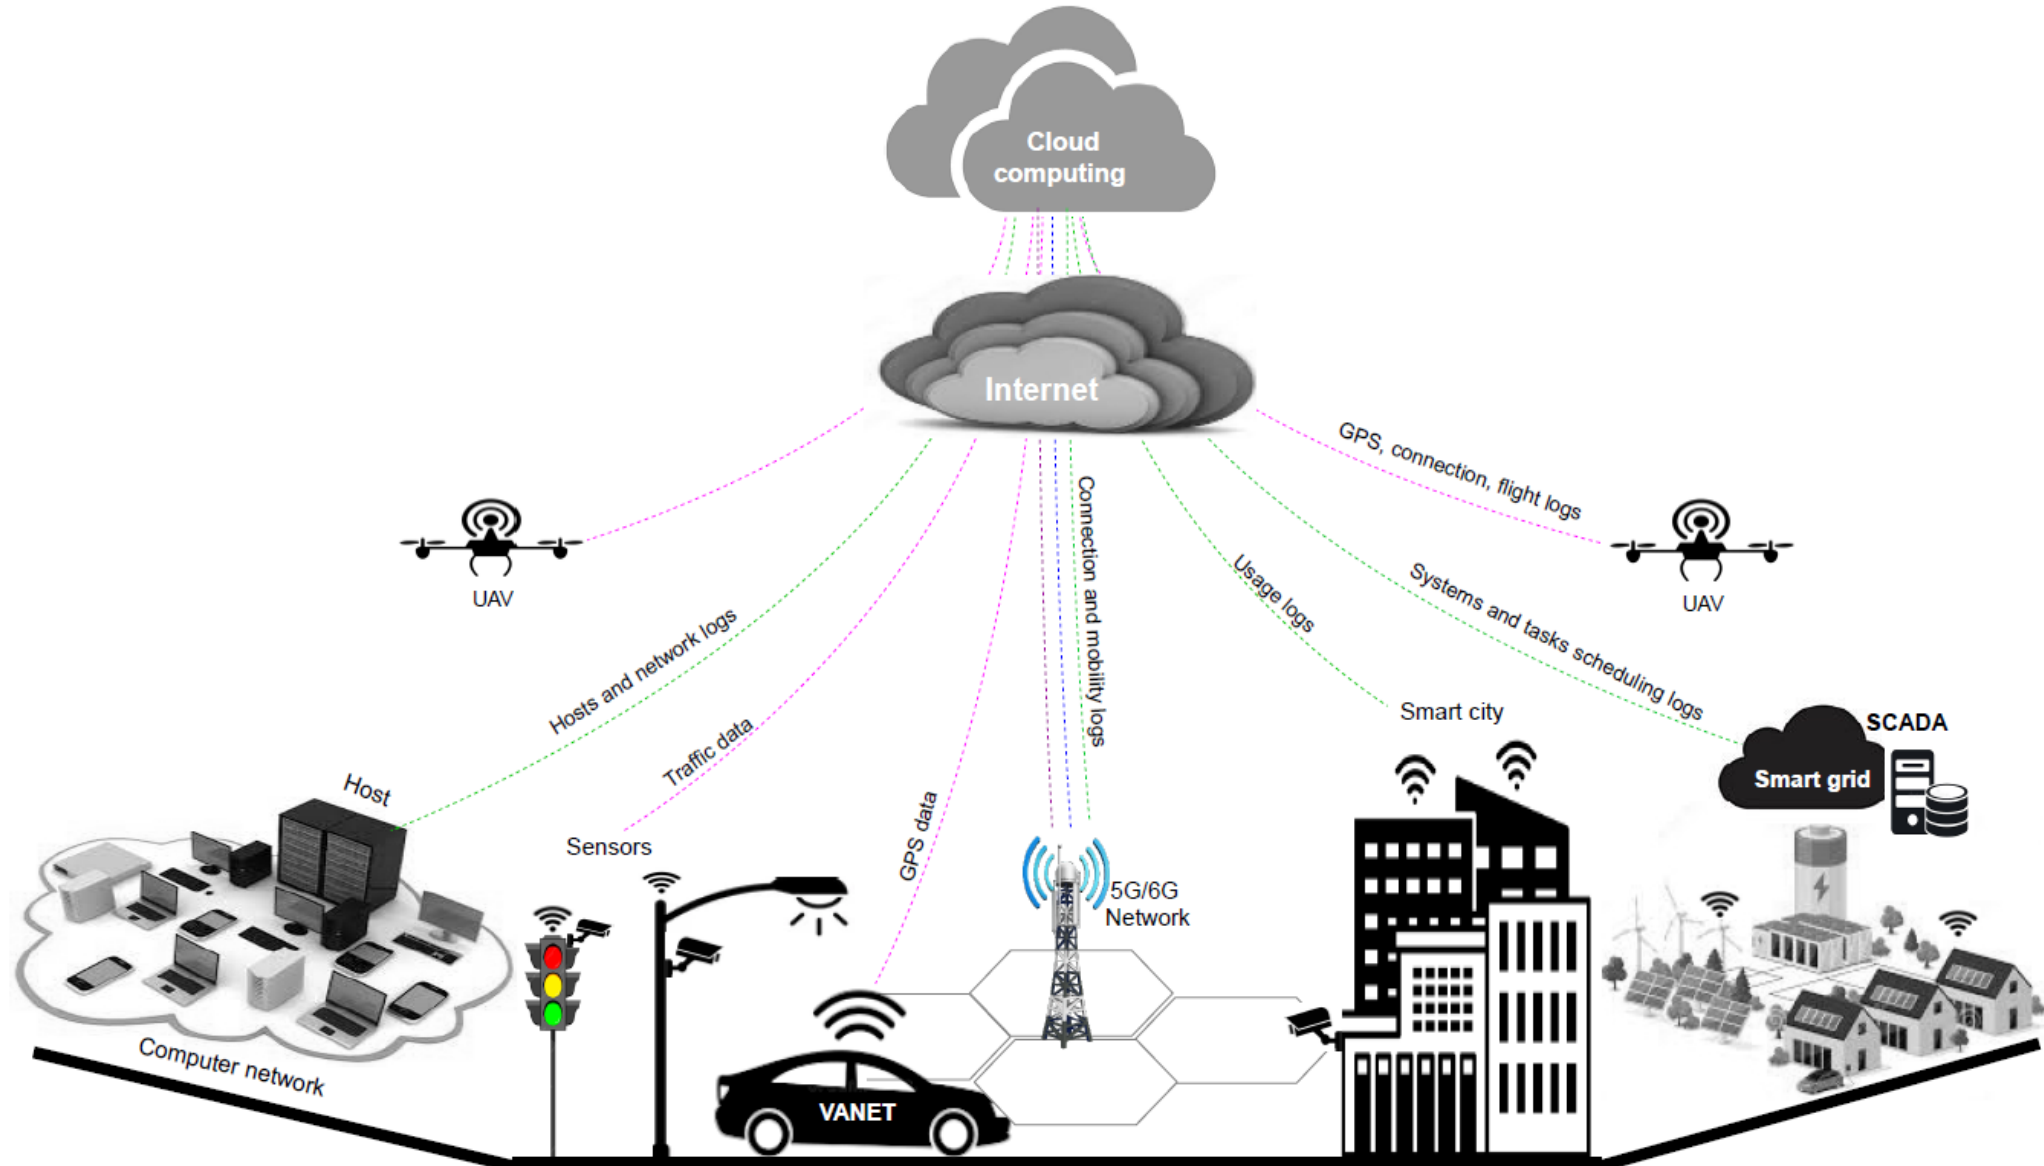 Cloud
computing
Internet
GPS, connection, flight logs
UAV
UAV
Connection and mobility logs
Usage logs
Systems and tasks scheduling logs
Hosts and network logs
Traffic data
GPS data
Smart city
SCADA
Smart grid
Host
Sensors
5G/6G
Network
Computer network
VANET